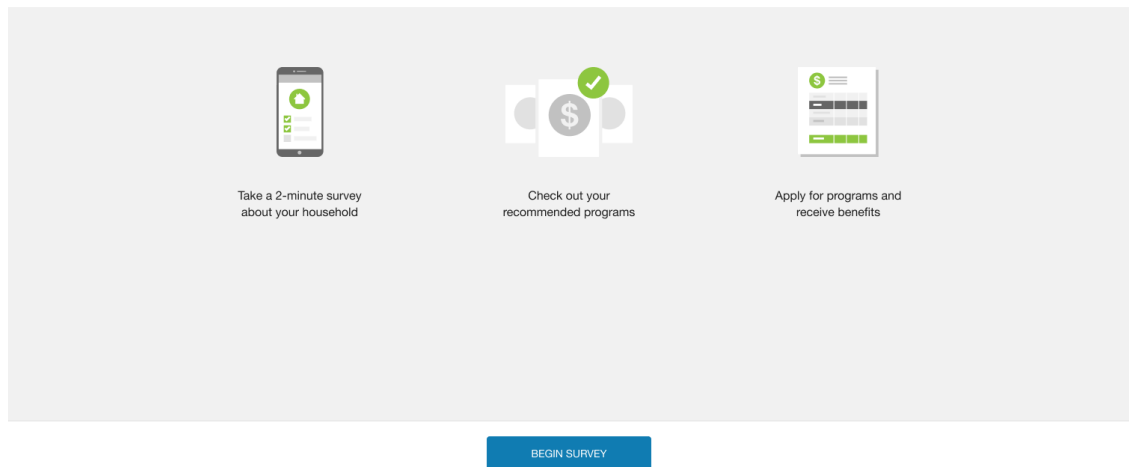 Take a 2-minute survey
about your household
Check out your
recommended programs
Apply for programs and
receive benefits
BEGIN SURVEY